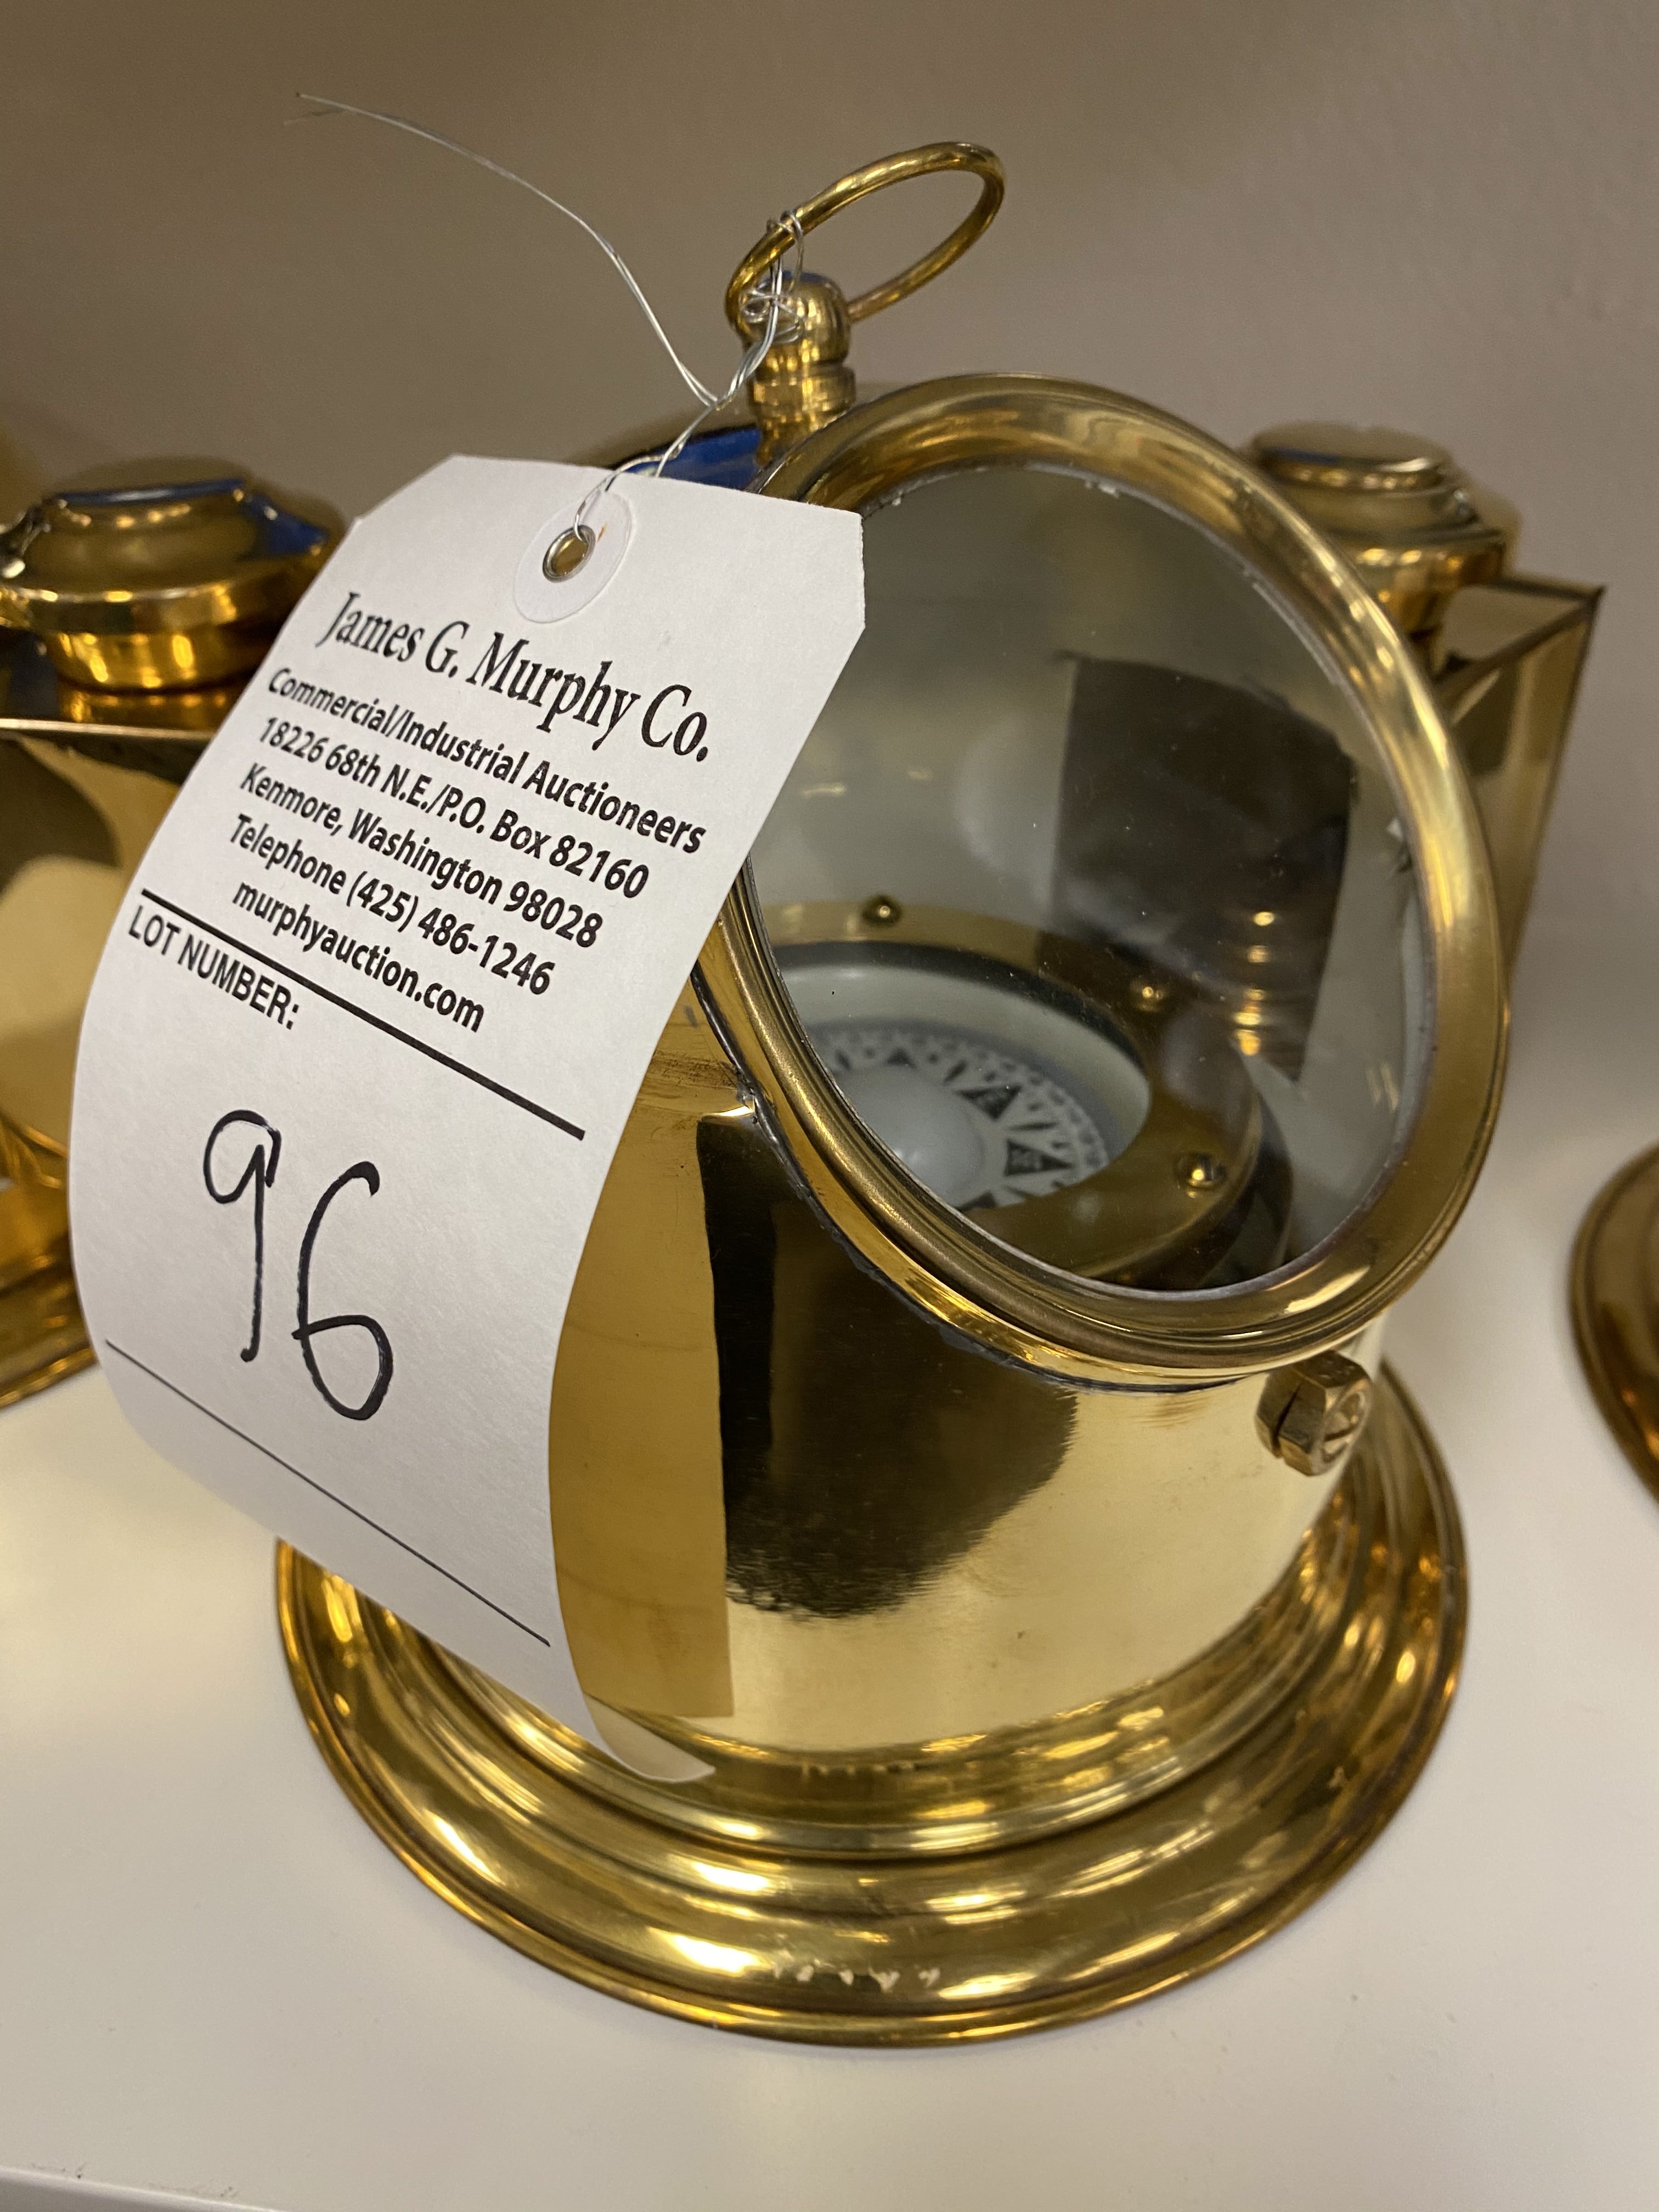 James G. Murphy Co.
Commercial/Industrial Auctioneers
18226 68th N.E./P.O. Box 82160
Kenmore, Washington 98028
Telephone (425) 486-1246
murphyauction.com
LOT NUMBER:
96